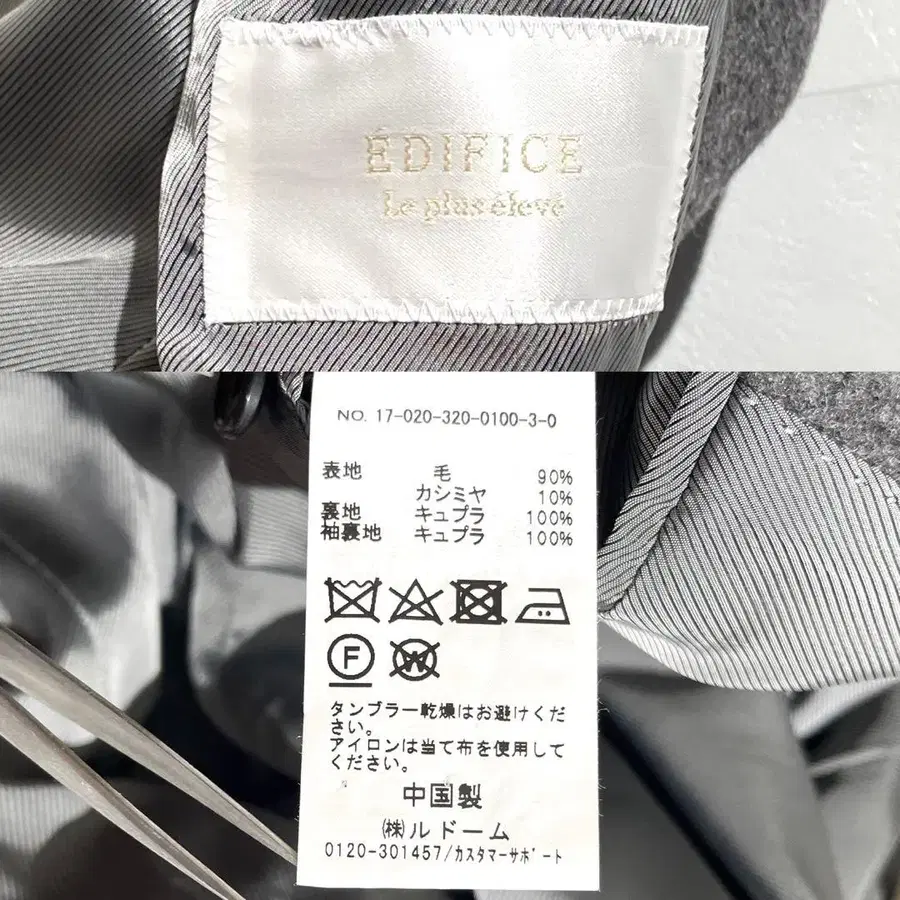 ÉDIFICE
Le plus élevé
NO. 17-020-320-0100-3-0
表地 毛 90%
カシミヤ 10%
裏地 キュプラ 100%
袖裏地 キュプラ 100%
F W
タンブラー乾燥はお避けくだ
さい。
アイロンは当て布を使用して
ください。
中国製
㈱ルドーム
0120-301457/カスタマーサポート